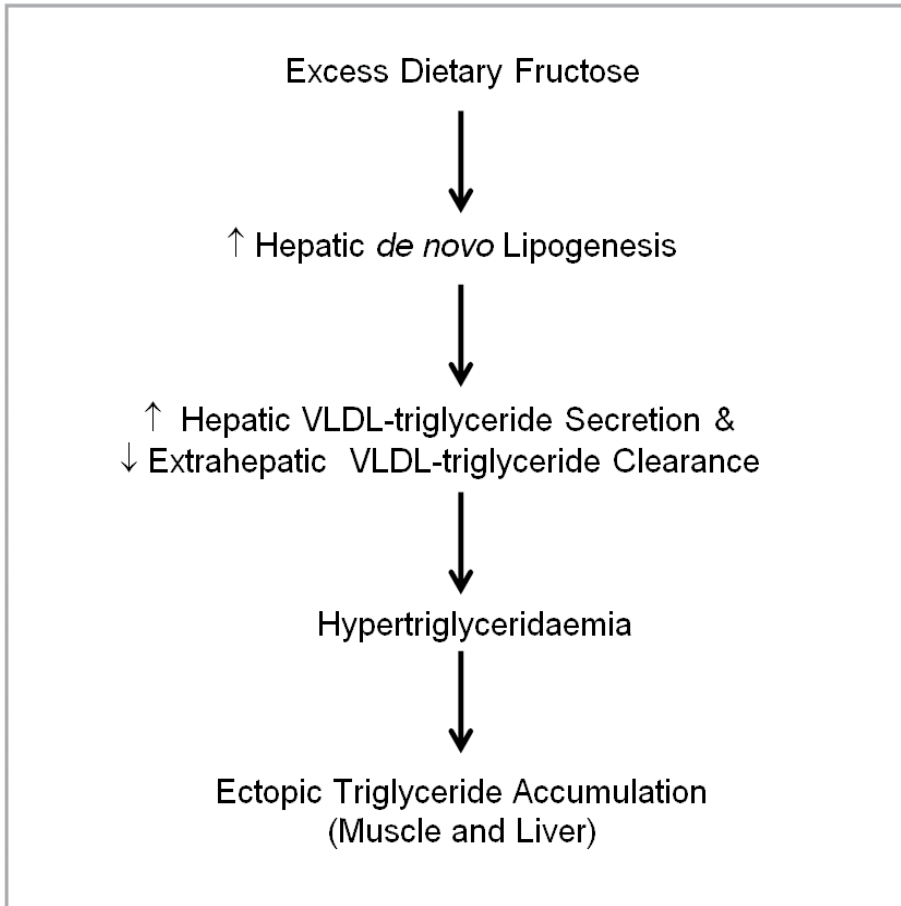 Excess Dietary Fructose
↑ Hepatic de novo Lipogenesis
↑ Hepatic VLDL-triglyceride Secretion &
↓ Extrahepatic VLDL-triglyceride Clearance
Hypertriglyceridaemia
Ectopic Triglyceride Accumulation
(Muscle and Liver)